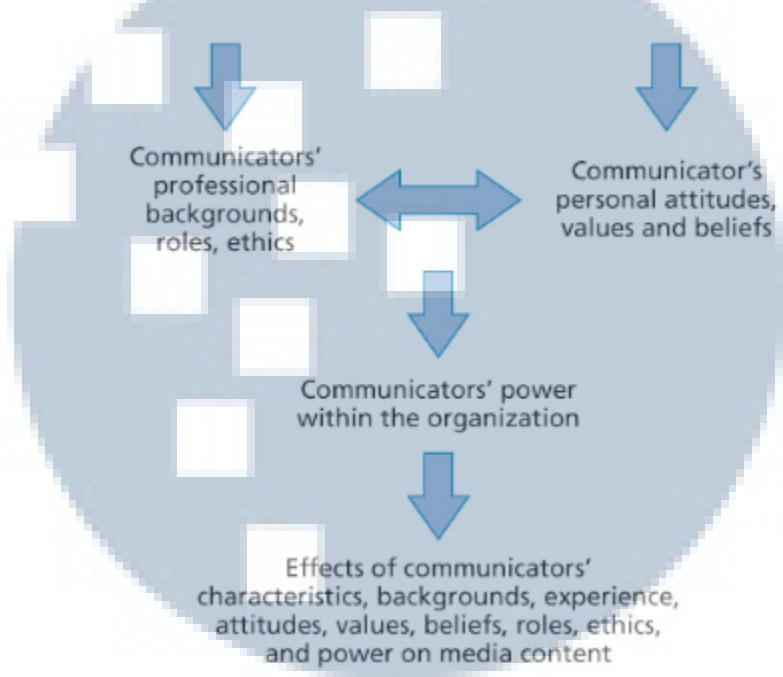 Communicators'
professional
backgrounds,
roles, ethics
Communicator's
personal attitudes,
values and beliefs
Communicators' power
within the organization
Effects of communicators'
characteristics, backgrounds, experience,
attitudes, values, beliefs, roles, ethics,
and power on media content